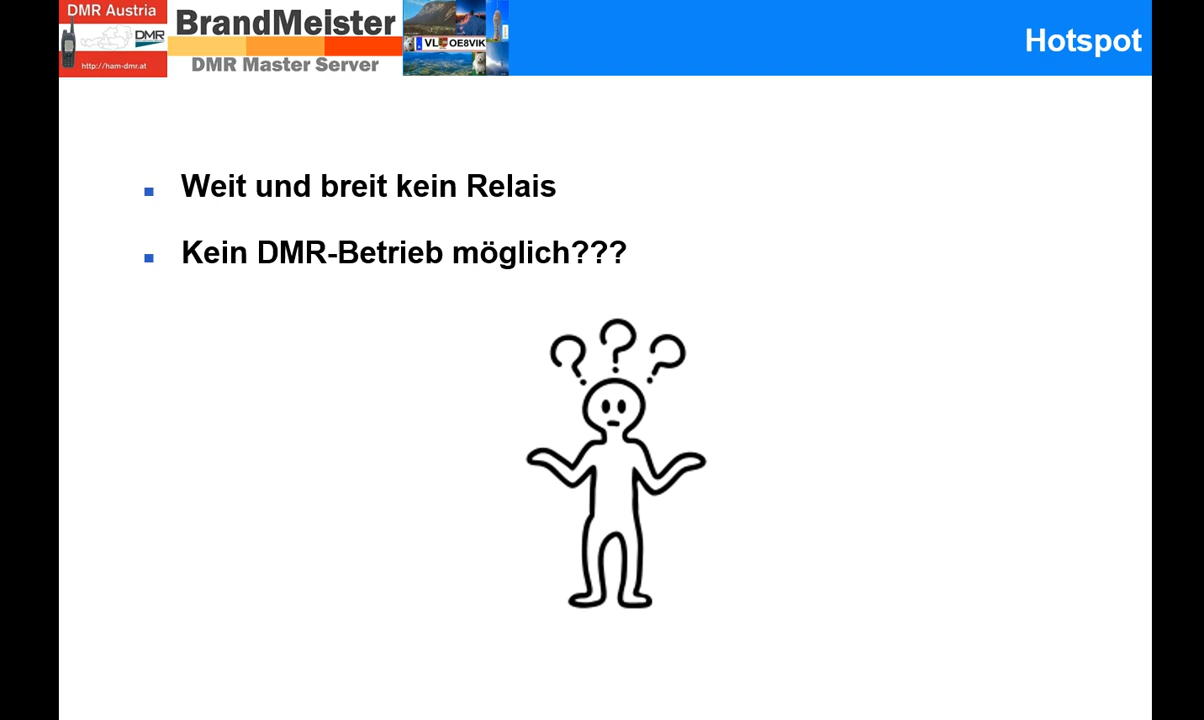 DMR Austria
DMR
http://ham-dmr.at
BrandMeister
DMR Master Server
VL OE8VIK
Hotspot
Weit und breit kein Relais
Kein DMR-Betrieb möglich???
? ? ?